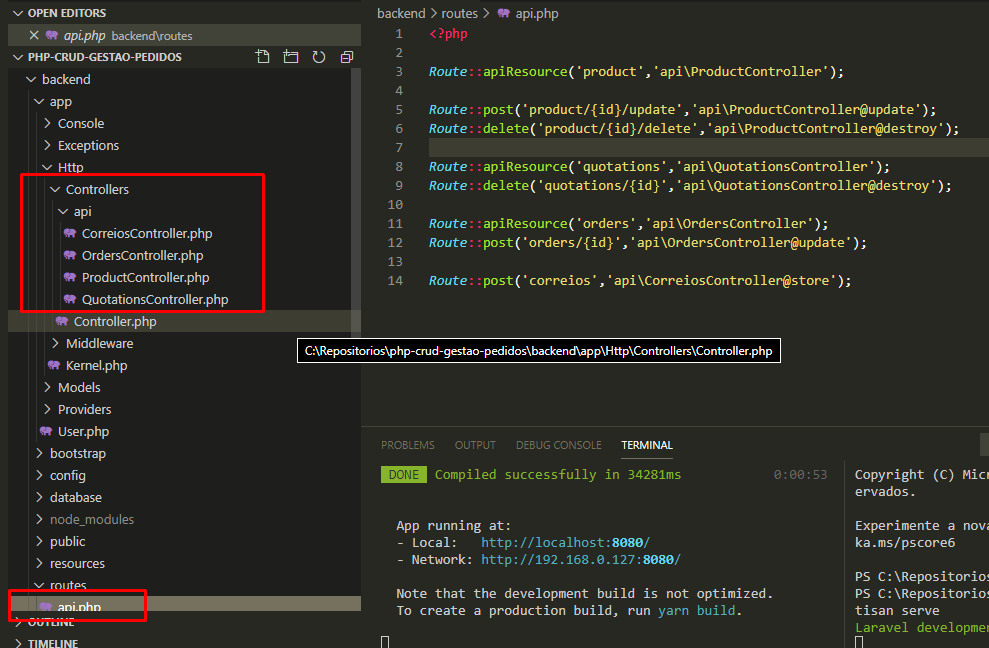 OPEN EDITORS
api.php backend\routes
PHP-CRUD-GESTAO-PEDIDOS
backend
app
Console
Exceptions
Http
Controllers
api
CorreiosController.php
OrdersController.php
ProductController.php
QuotationsController.php
Controller.php
Middleware
Kernel.php
Models
Providers
User.php
bootstrap
config
database
node_modules
public
resources
routes
api.php
OUTLINE
TIMELINE
backend > routes > api.php
1 <?php
2
3 Route::apiResource('product','api\ProductController');
4
5 Route::post('product/{id}/update','api\ProductController@update');
6 Route::delete('product/{id}/delete','api\ProductController@destroy');
7
8 Route::apiResource('quotations','api\QuotationsController');
9 Route::delete('quotations/{id}','api\QuotationsController@destroy');
10
11 Route::apiResource('orders','api\OrdersController');
12 Route::post('orders/{id}','api\OrdersController@update');
13
14 Route::post('correios','api\CorreiosController@store');
C:\Repositorios\php-crud-gestao-pedidos\backend\app\Http\Controllers\Controller.php
PROBLEMS OUTPUT DEBUG CONSOLE TERMINAL
DONE Compiled successfully in 34281ms 0:00:53
App running at:
- Local: http://localhost:8080/
- Network: http://192.168.0.127:8080/
Note that the development build is not optimized.
To create a production build, run yarn build.
Copyright (C) Micr
ervados.
Experimente a nova
ka.ms/pscore6
PS C:\Repositorios
PS C:\Repositorios
tisan serve
Laravel developmen